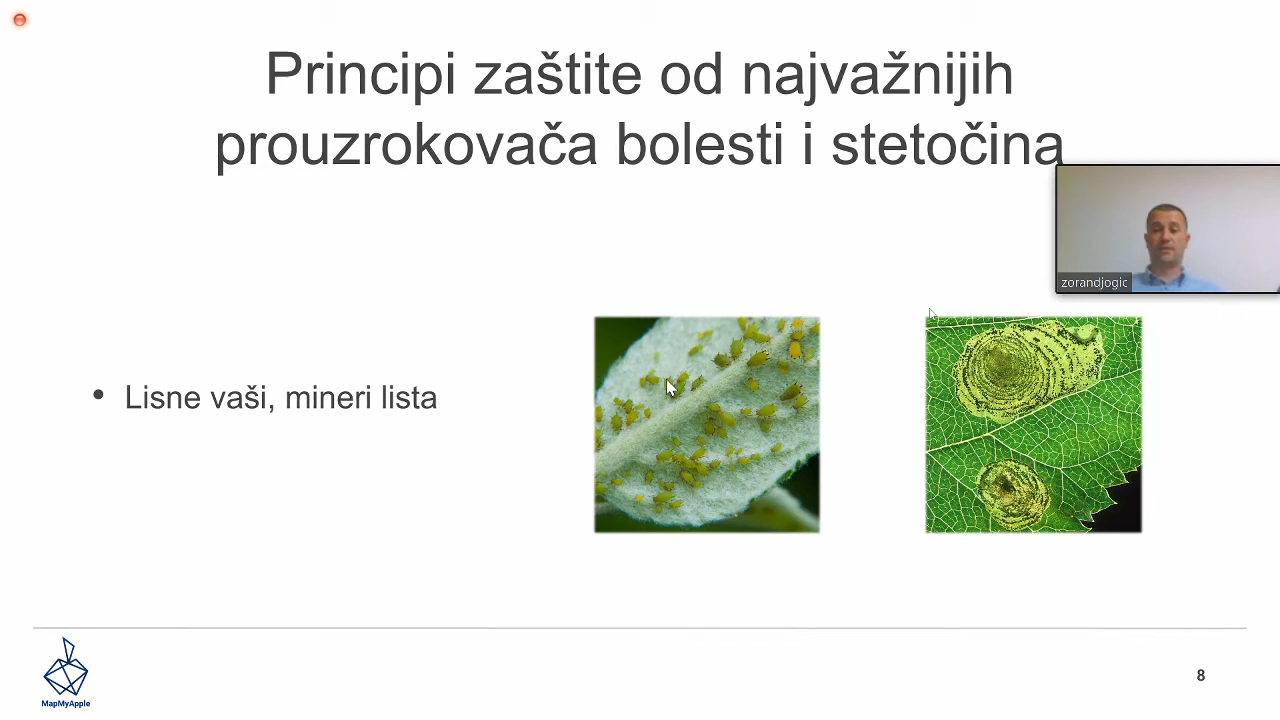 Principi zaštite od najvažnijih
prouzrokovača bolesti i stetočina
zorandjogic
• Lisne vaši, mineri lista
MapMyApple
8